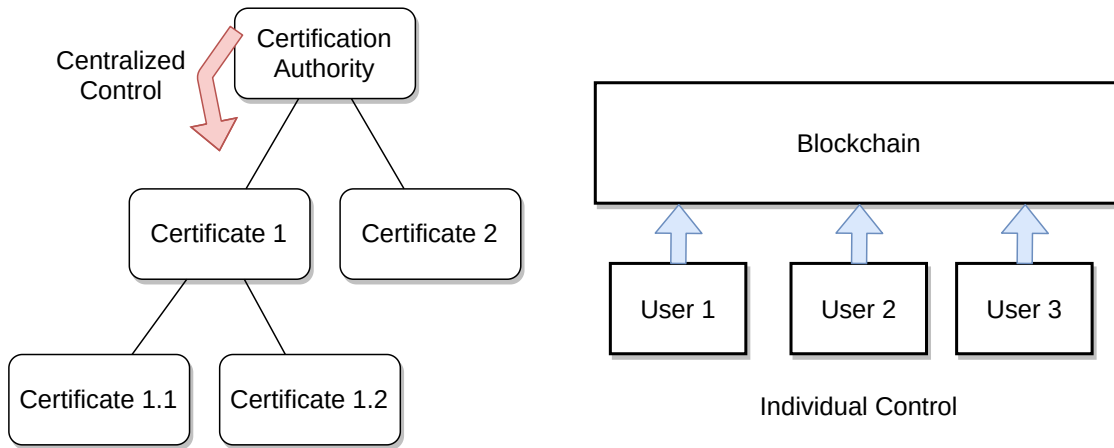 Centralized
Control
Certification
Authority
Certificate 1
Certificate 2
Certificate 1.1
Certificate 1.2
Blockchain
User 1
User 2
User 3
Individual Control